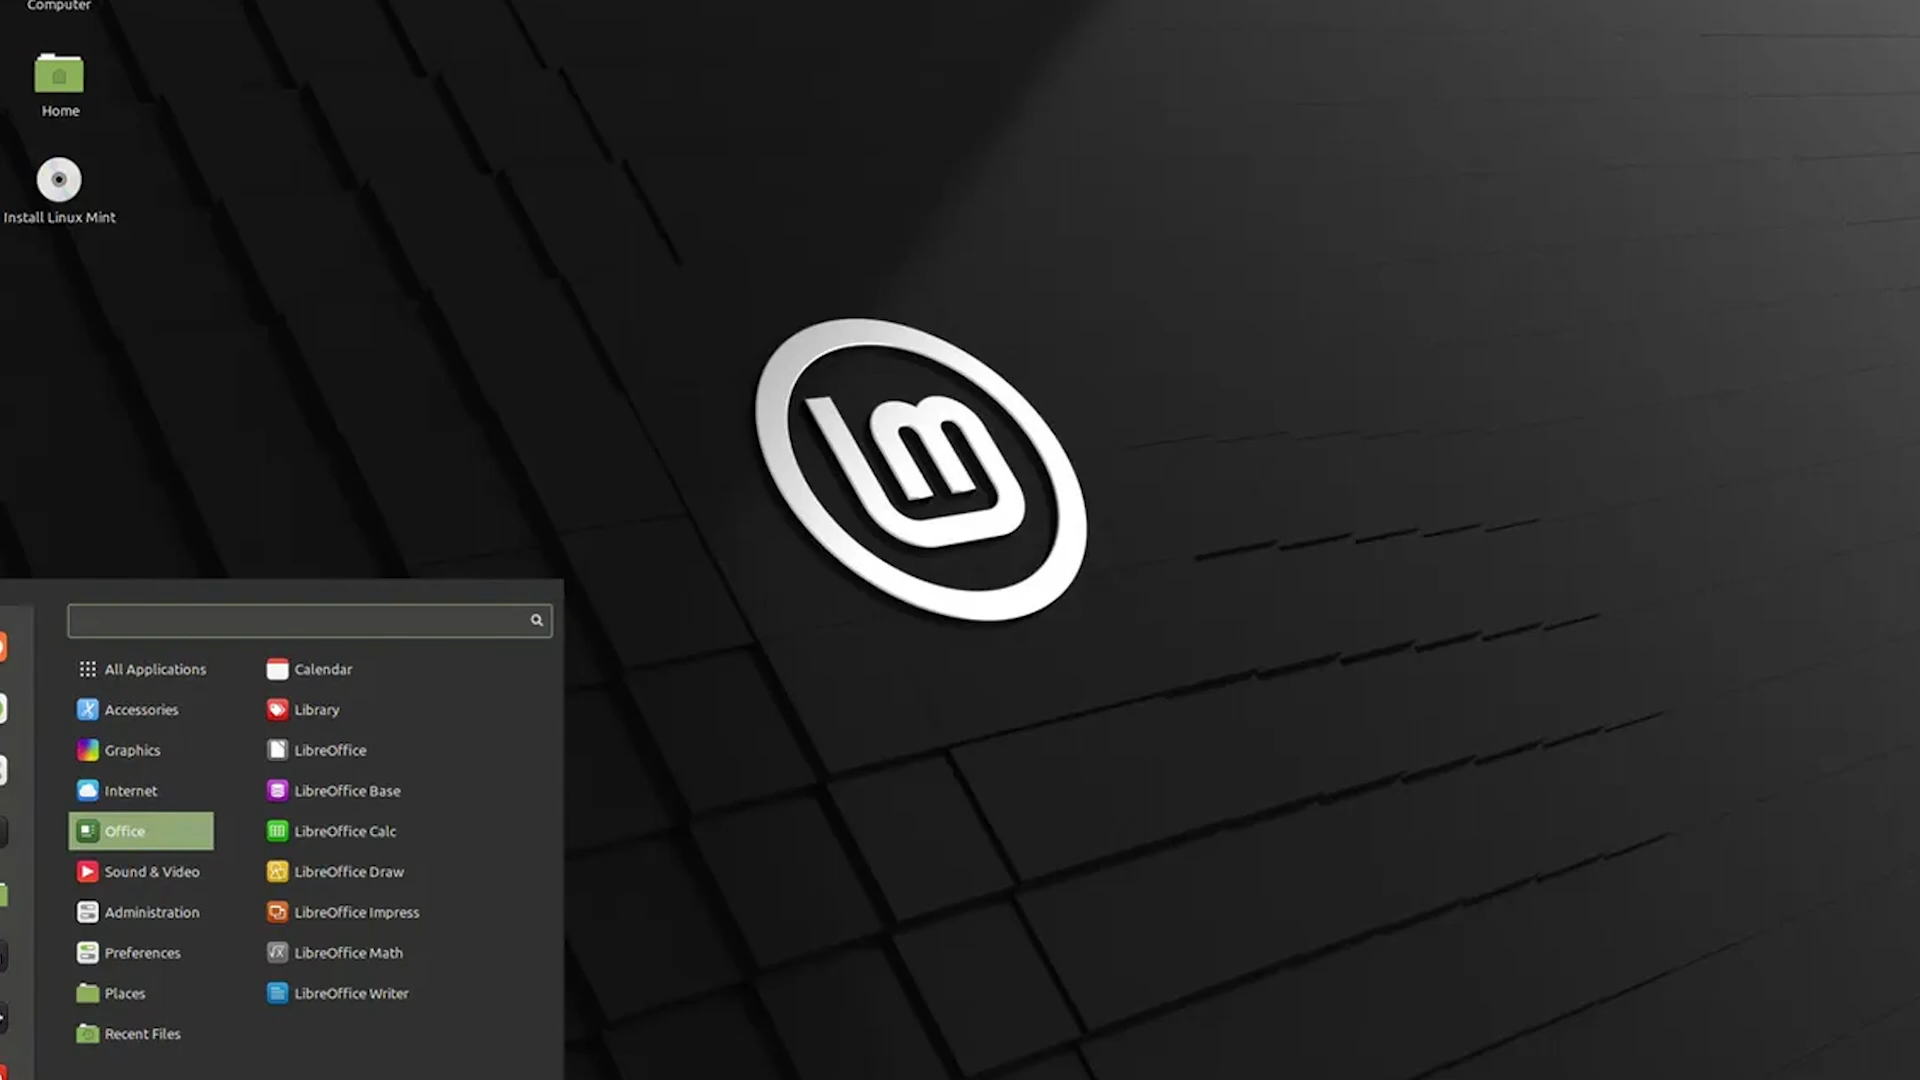 Computer
Home
Install Linux Mint
lm
All Applications
Accessories
Graphics
Internet
Office
Sound & Video
Administration
Preferences
Places
Recent Files
Calendar
Library
LibreOffice
LibreOffice Base
LibreOffice Calc
LibreOffice Draw
LibreOffice Impress
LibreOffice Math
LibreOffice Writer